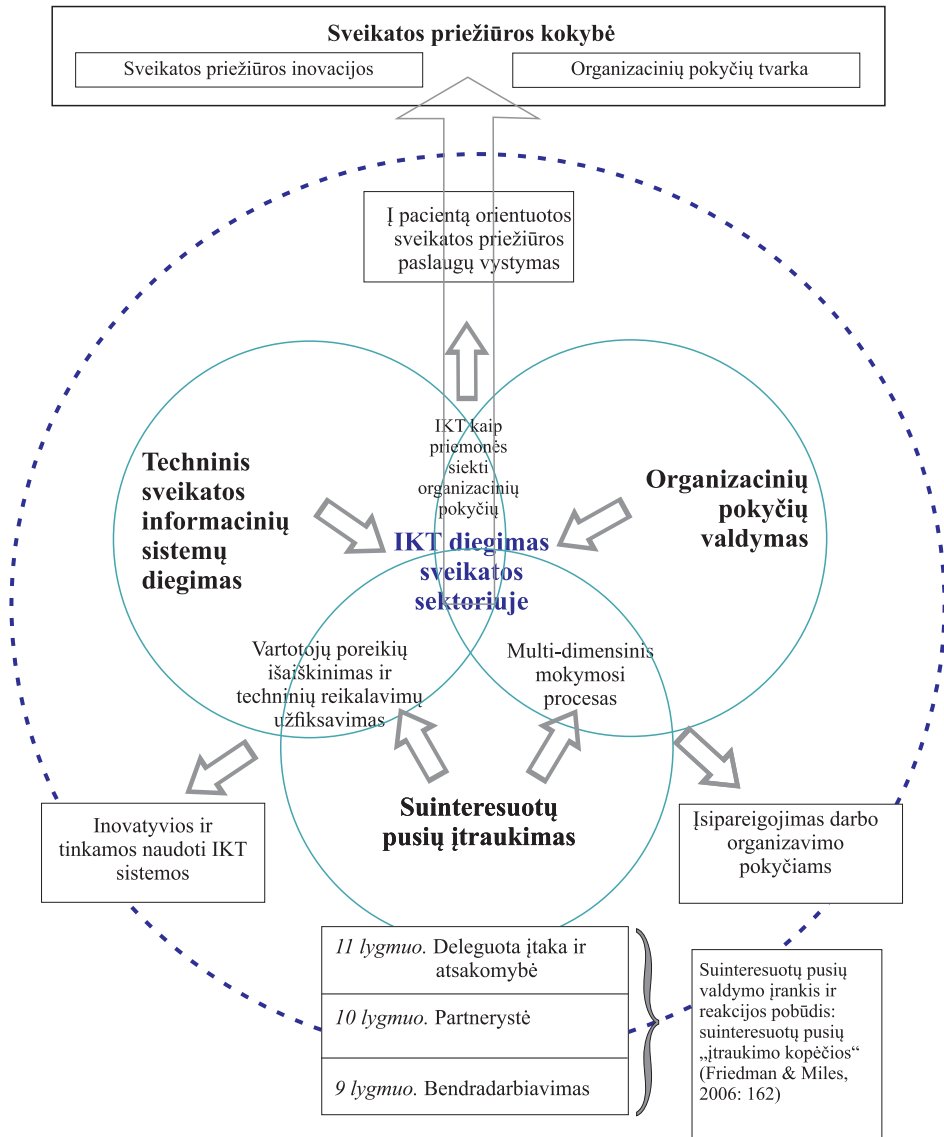 Sveikatos priežiūros kokybė
Sveikatos priežiūros inovacijos
Organizacinių pokyčių tvarka
Į pacientą orientuotos
sveikatos priežiūros
paslaugų vystymas
IKT kaip
priemonės
siekti
organizacinių
pokyčių
Techninis
sveikatos
informacinių
sistemų
diegimas
Organizacinių
pokyčių
valdymas
IKT diegimas
sveikatos
sektoriuje
Vartotojų poreikių
išaiškinimas ir
techninių reikalavimų
užfiksavimas
Multi-dimensinis
mokymosi
procesas
Suinteresuotų
pusių įtraukimas
Inovatyvios ir
tinkamos naudoti IKT
sistemos
Įsipareigojimas darbo
organizavimo
pokyčiams
11 lygmuo. Deleguota įtaka ir
atsakomybė
10 lygmuo. Partnerystė
9 lygmuo. Bendradarbiavimas
Suinteresuotų pusių
valdymo įrankis ir
reakcijos pobūdis:
suinteresuotų pusių
„įtraukimo kopėčios“
(Friedman & Miles,
2006: 162)